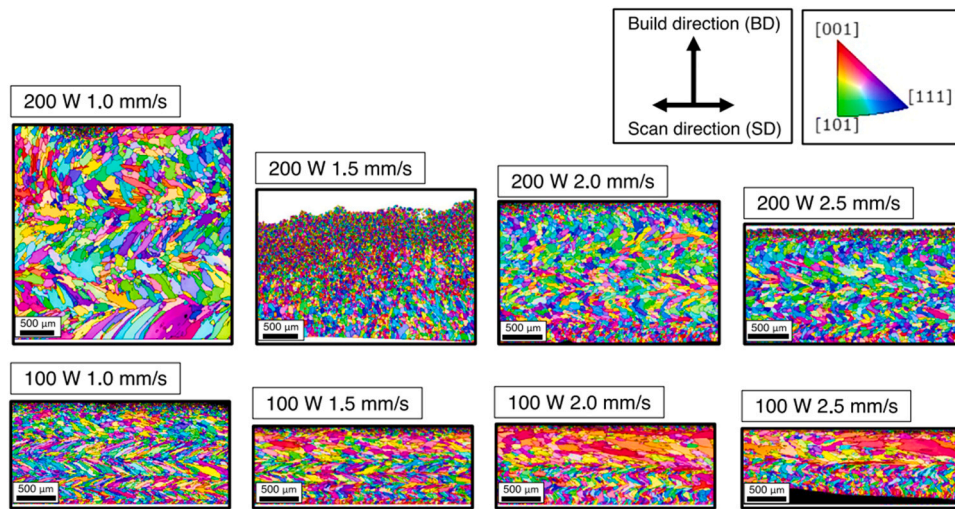 Build direction (BD)
Scan direction (SD)
[001]
[111]
[101]
200 W 1.0 mm/s
500 µm
200 W 1.5 mm/s
500 µm
200 W 2.0 mm/s
500 µm
200 W 2.5 mm/s
500 µm
100 W 1.0 mm/s
500 µm
100 W 1.5 mm/s
500 µm
100 W 2.0 mm/s
500 µm
100 W 2.5 mm/s
500 µm